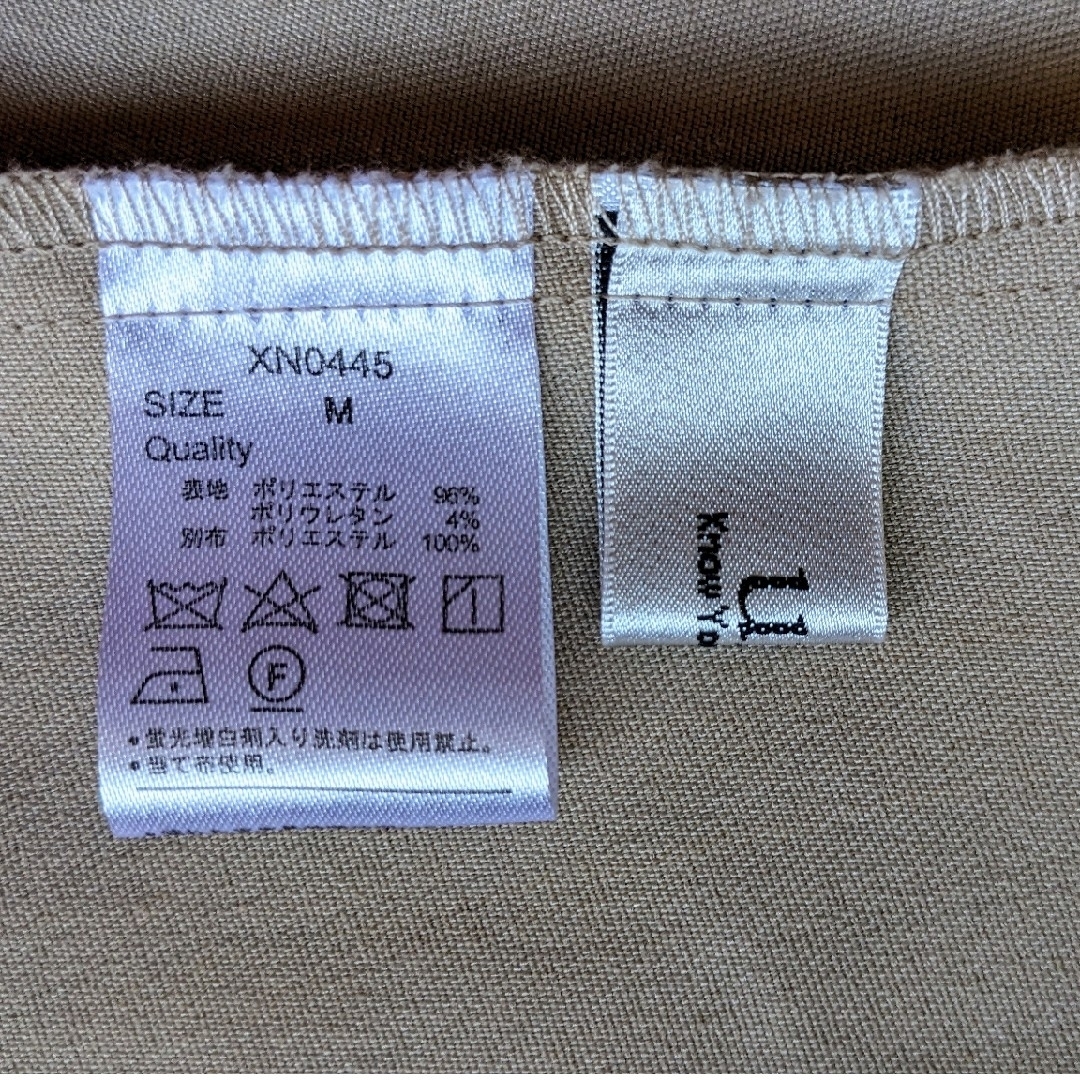 XN0445
SIZE M
Quality
表地 ポリエステル 96%
ポリウレタン 4%
別布 ポリエステル 100%
F
•蛍光増白剤入り洗剤は使用禁止。
•当て布使用。
Know